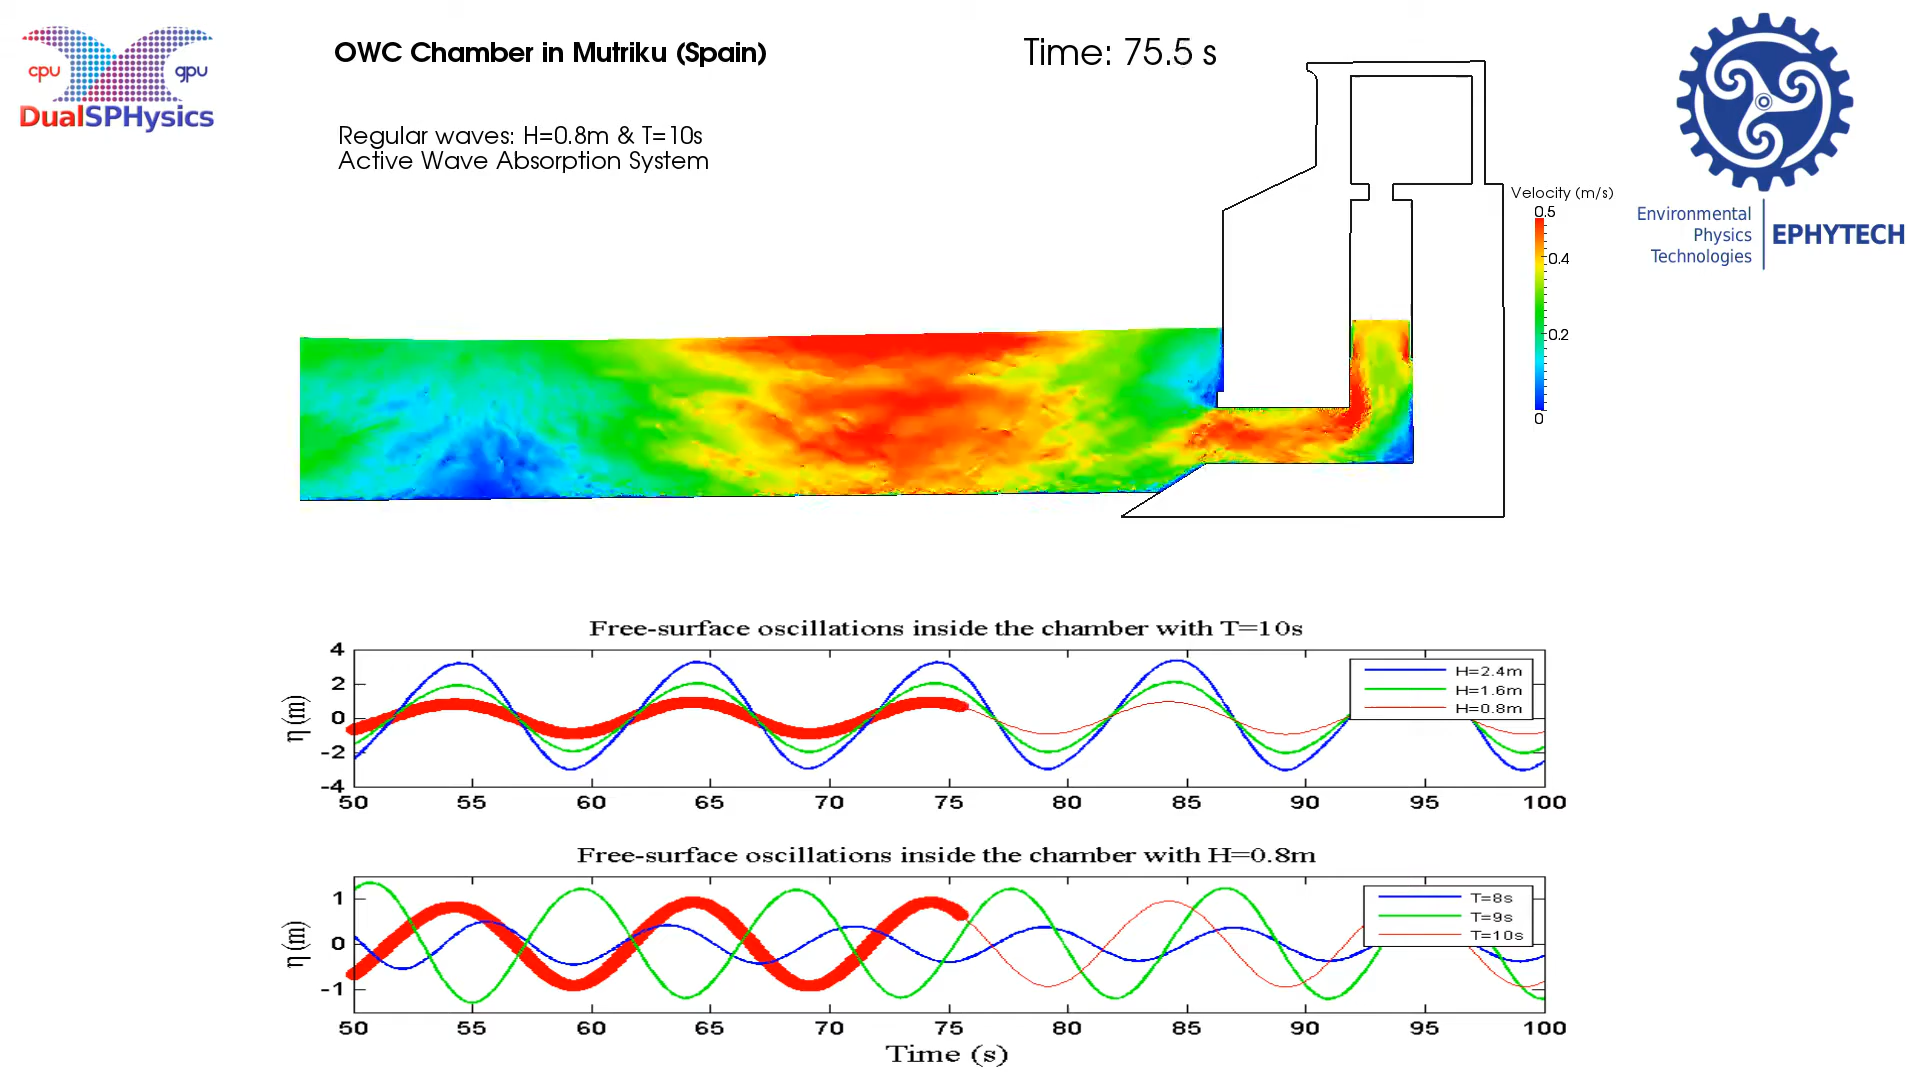 cpu
gpu
DualSPHysics
OWC Chamber in Mutriku (Spain)
Time: 75.5 s
Regular waves: H=0.8m & T=10s
Active Wave Absorption System
Velocity (m/s)
0.5
0.4
0.2
0
Environmental
Physics
Technologies
EPHYTECH
Free-surface oscillations inside the chamber with T=10s
η(m)
4
2
0
-2
-4
H=2.4m
H=1.6m
H=0.8m
50 55 60 65 70 75 80 85 90 95 100
Free-surface oscillations inside the chamber with H=0.8m
η(m)
1
0
-1
T=8s
T=9s
T=10s
50 55 60 65 70 75 80 85 90 95 100
Time (s)